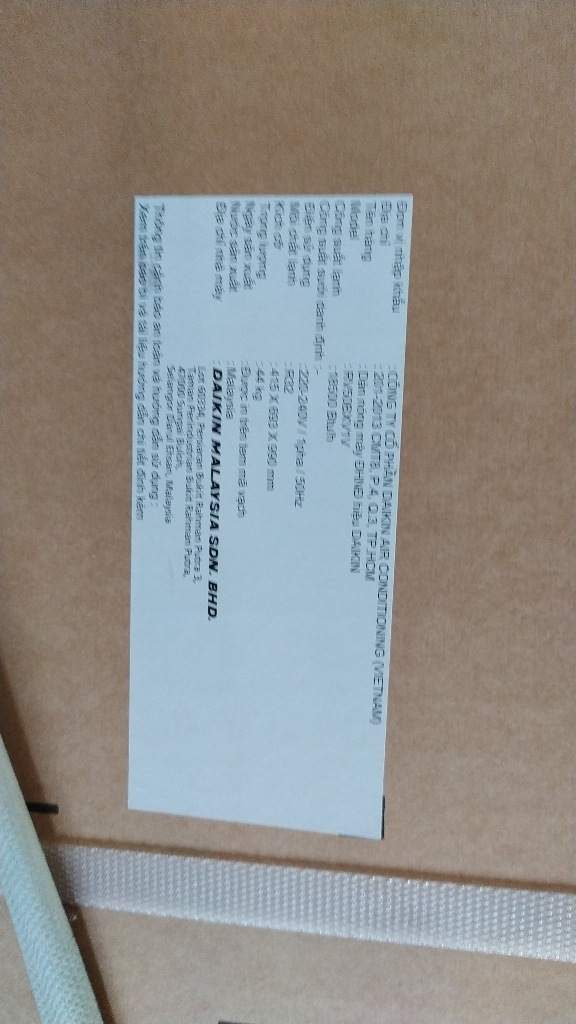 Đơn vị nhập khẩu : CÔNG TY CỔ PHẦN DAIKIN AIR CONDITIONING (VIETNAM)
Địa chỉ : 201-203 CMT8, P.4, Q.3, TP.HCM
Tên hàng : Dàn nóng máy ĐHNĐ hiệu DAIKIN
Model
Công suất lạnh : 18500 Btu/h
Công suất sưởi danh định : -
Điện sử dụng : 220-240V / 1pha / 50Hz
Môi chất lạnh : R32
Kích cỡ : 415 X 693 X 990 mm
Trọng lượng : 44 kg
Ngày sản xuất : Được in trên tem mã vạch
Nước sản xuất : Malaysia
Địa chỉ nhà máy : DAIKIN MALAYSIA SDN. BHD.
Persiaran Bukit Rahman Putra 3,
Taman Perindustrian Bukit Rahman Putra,
47000 Sungai Buloh,
Selangor Darul Ehsan, Malaysia
Thông tin cảnh báo an toàn và hướng dẫn sử dụng :
Xem trên bao bì và tài liệu hướng dẫn chi tiết đính kèm